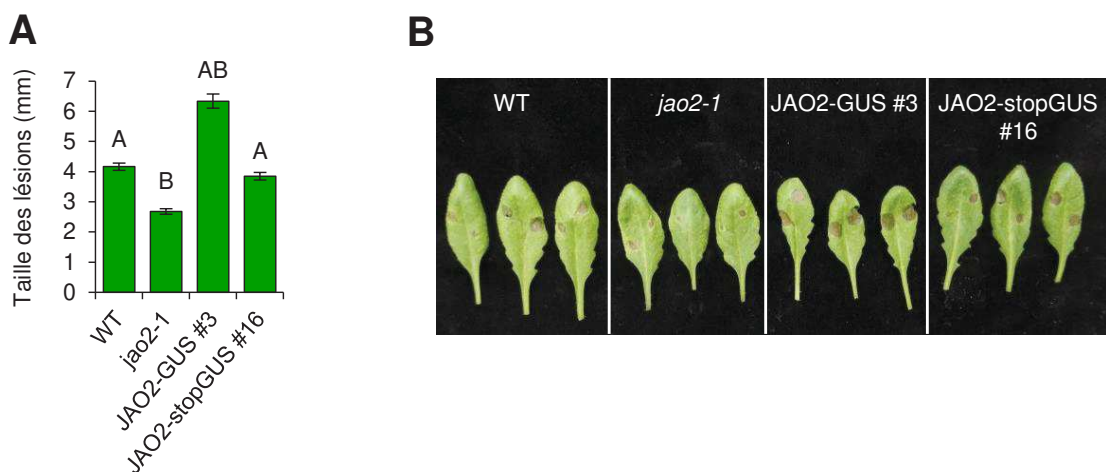 A
Taille des lésions (mm)
7
6
5
4
3
2
1
0
A
B
AB
A
WT
jao2-1
JAO2-GUS #3
JAO2-stopGUS #16
B
WT
jao2-1
JAO2-GUS #3
JAO2-stopGUS
#16